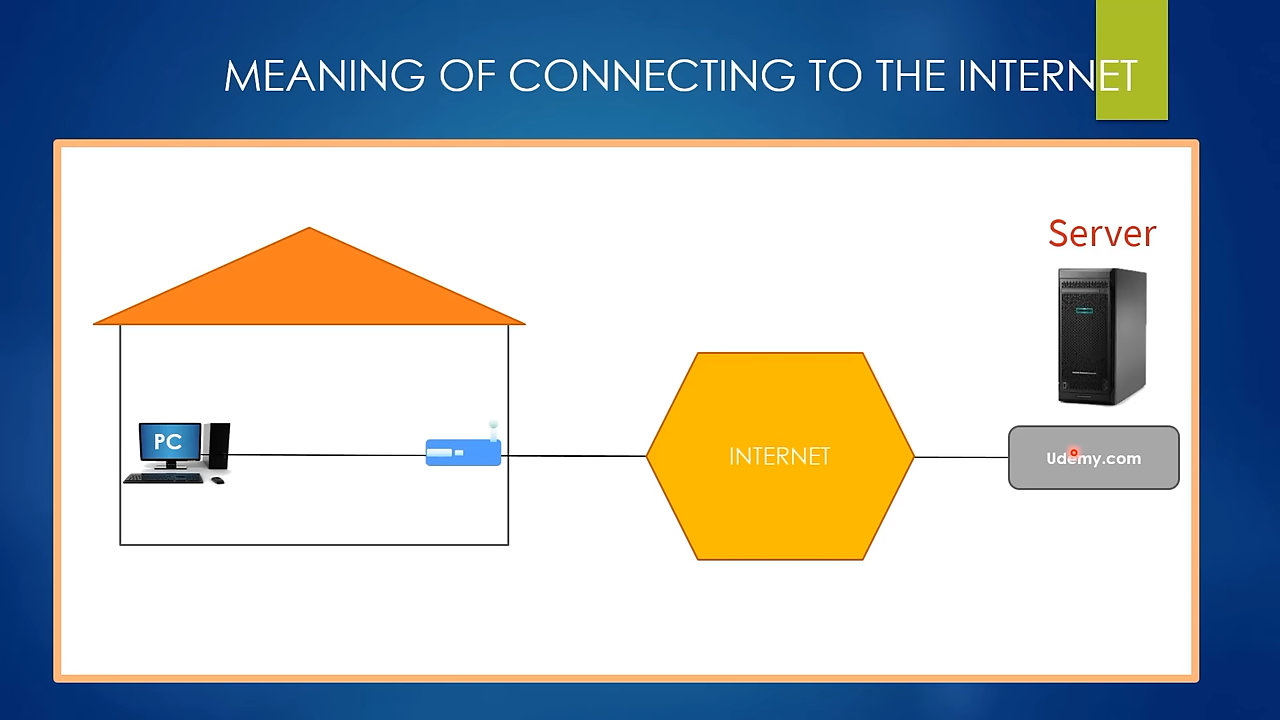 MEANING OF CONNECTING TO THE INTERNET
Server
PC
INTERNET
Udemy.com